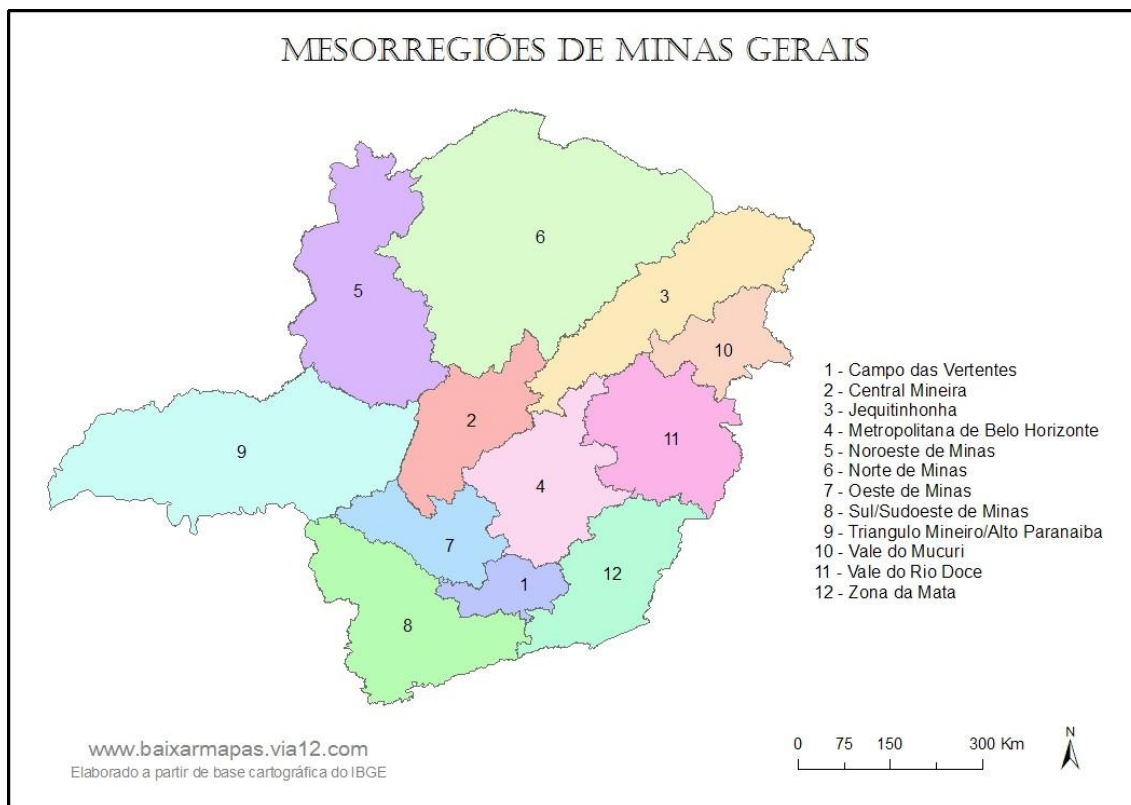 MESORREGIÕES DE MINAS GERAIS
6
5
3
10
2
9
11
4
7
1
12
8
1 - Campo das Vertentes
2 - Central Mineira
3 - Jequitinhonha
4 - Metropolitana de Belo Horizonte
5 - Noroeste de Minas
6 - Norte de Minas
7 - Oeste de Minas
8 - Sul/Sudoeste de Minas
9 - Triangulo Mineiro/Alto Paranaiba
10 - Vale do Mucuri
11 - Vale do Rio Doce
12 - Zona da Mata
www.baixarmapas.via12.com
Elaborado a partir de base cartográfica do IBGE
0 75 150 300 Km
N